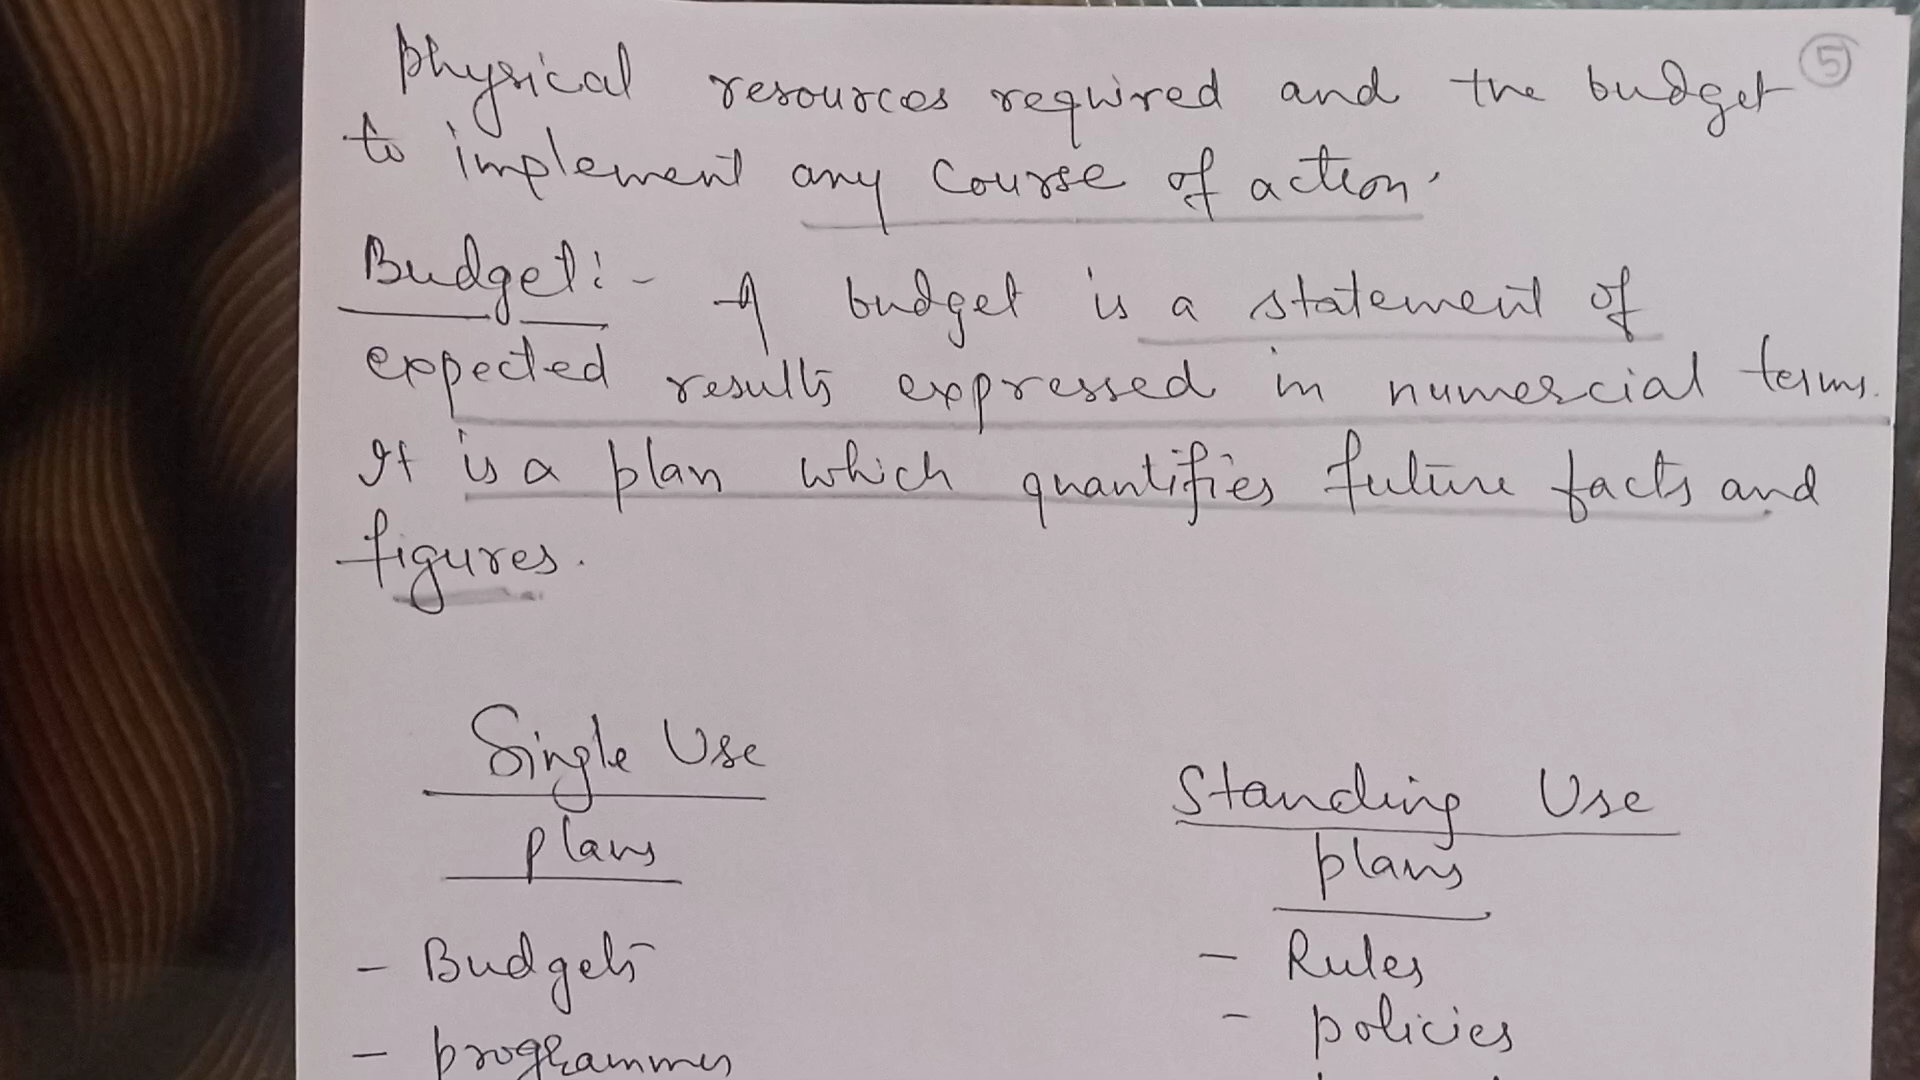 physical resources required and the budget ⑤
to implement any course of action.
Budget:- A budget is a statement of
expected results expressed in numercial terms.
It is a plan which quantifies future facts and
figures.
Single Use
plans
- Budgets
- programmes
Standing Use
plans
- Rules
- policies